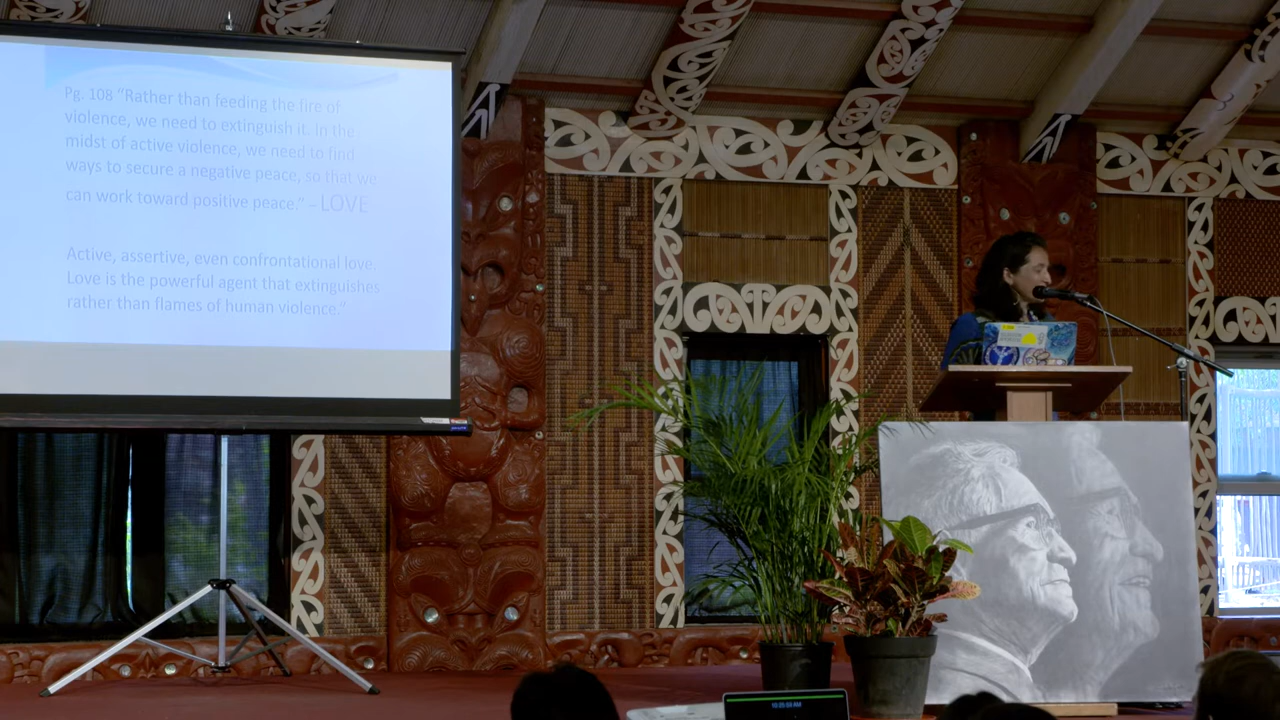 Pg. 108 “Rather than feeding the fire of
violence, we need to extinguish it. In the
midst of active violence, we need to find
ways to secure a negative peace, so that we
can work toward positive peace.” – LOVE
Active, assertive, even confrontational love.
Love is the powerful agent that extinguishes
rather than flames of human violence.”